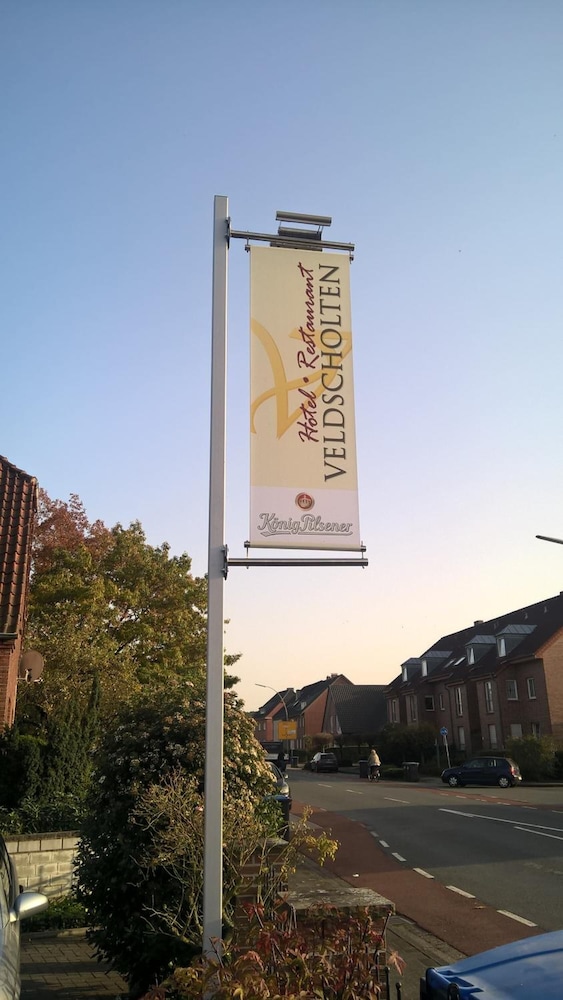 Hotel • Restaurant
VELDSCHOLTEN
König Pilsener